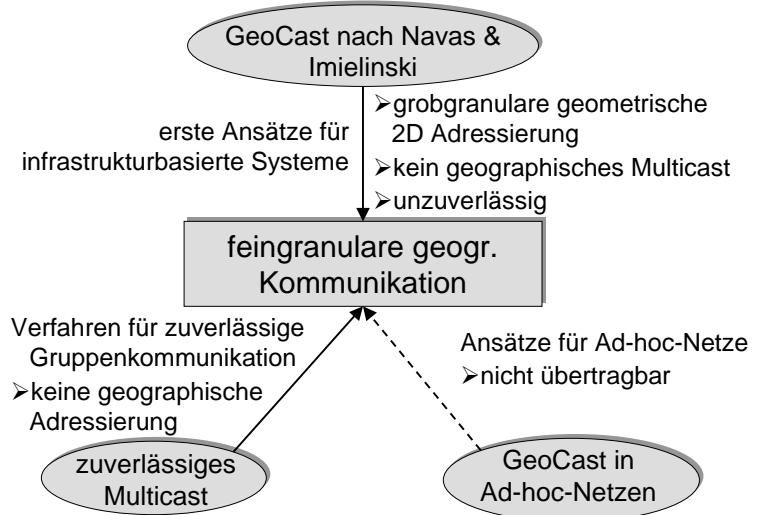 GeoCast nach Navas &
Imielinski
erste Ansätze für
infrastrukturbasierte Systeme
➢grobgranulare geometrische
2D Adressierung
➢kein geographisches Multicast
➢unzuverlässig
feingranulare geogr.
Kommunikation
Verfahren für zuverlässige
Gruppenkommunikation
➢keine geographische
Adressierung
Ansätze für Ad-hoc-Netze
➢nicht übertragbar
zuverlässiges
Multicast
GeoCast in
Ad-hoc-Netzen